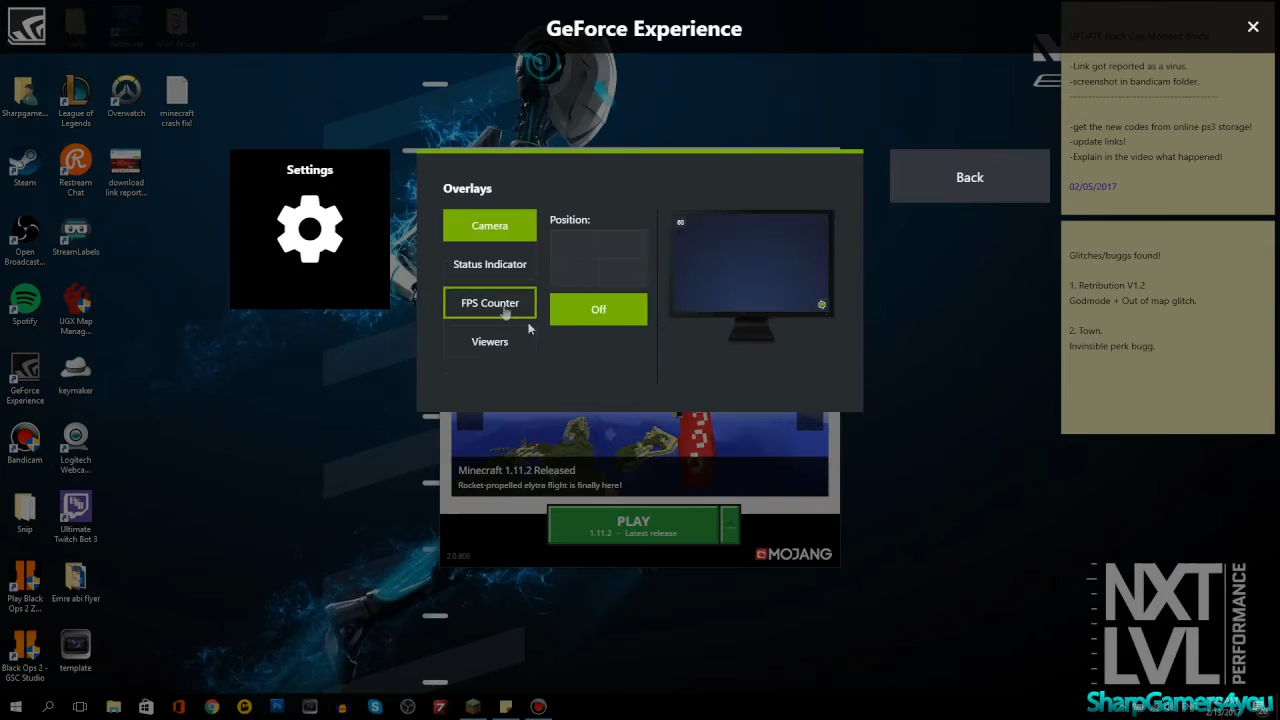 GeForce Experience
Settings
Overlays
Camera
Status Indicator
FPS Counter
Viewers
Position:
Off
60
Back
-Link got reported as a virus.
-screenshot in bandicam folder.
-get the new codes from online ps3 storage!
-update links!
-Explain in the video what happened!
02/05/2017
Glitches/buggs found!
1. Retribution V1.2
Godmode + Out of map glitch.
2. Town.
Invinsible perk bugg.
Sharpgame...
League of
Legends
Overwatch
minecraft
crash fix!
Steam
Restream
Chat
download
link report...
Open
Broadcast...
StreamLabels
Spotify
UGX Map
Manag...
GeForce
Experience
keymaker
Bandicam
Logitech
Webca...
Snip
Ultimate
Twitch Bot 3
Play Black
Ops 2 Z...
Emre abi flyer
Black Ops 2 -
GSC Studio
template
Minecraft 1.11.2 Released
Rocket-propelled elytra flight is finally here!
PLAY
1.11.2 - Latest release
2.0.806
MOJANG
NXT
LVL
PERFORMANCE
SharpGamers4you